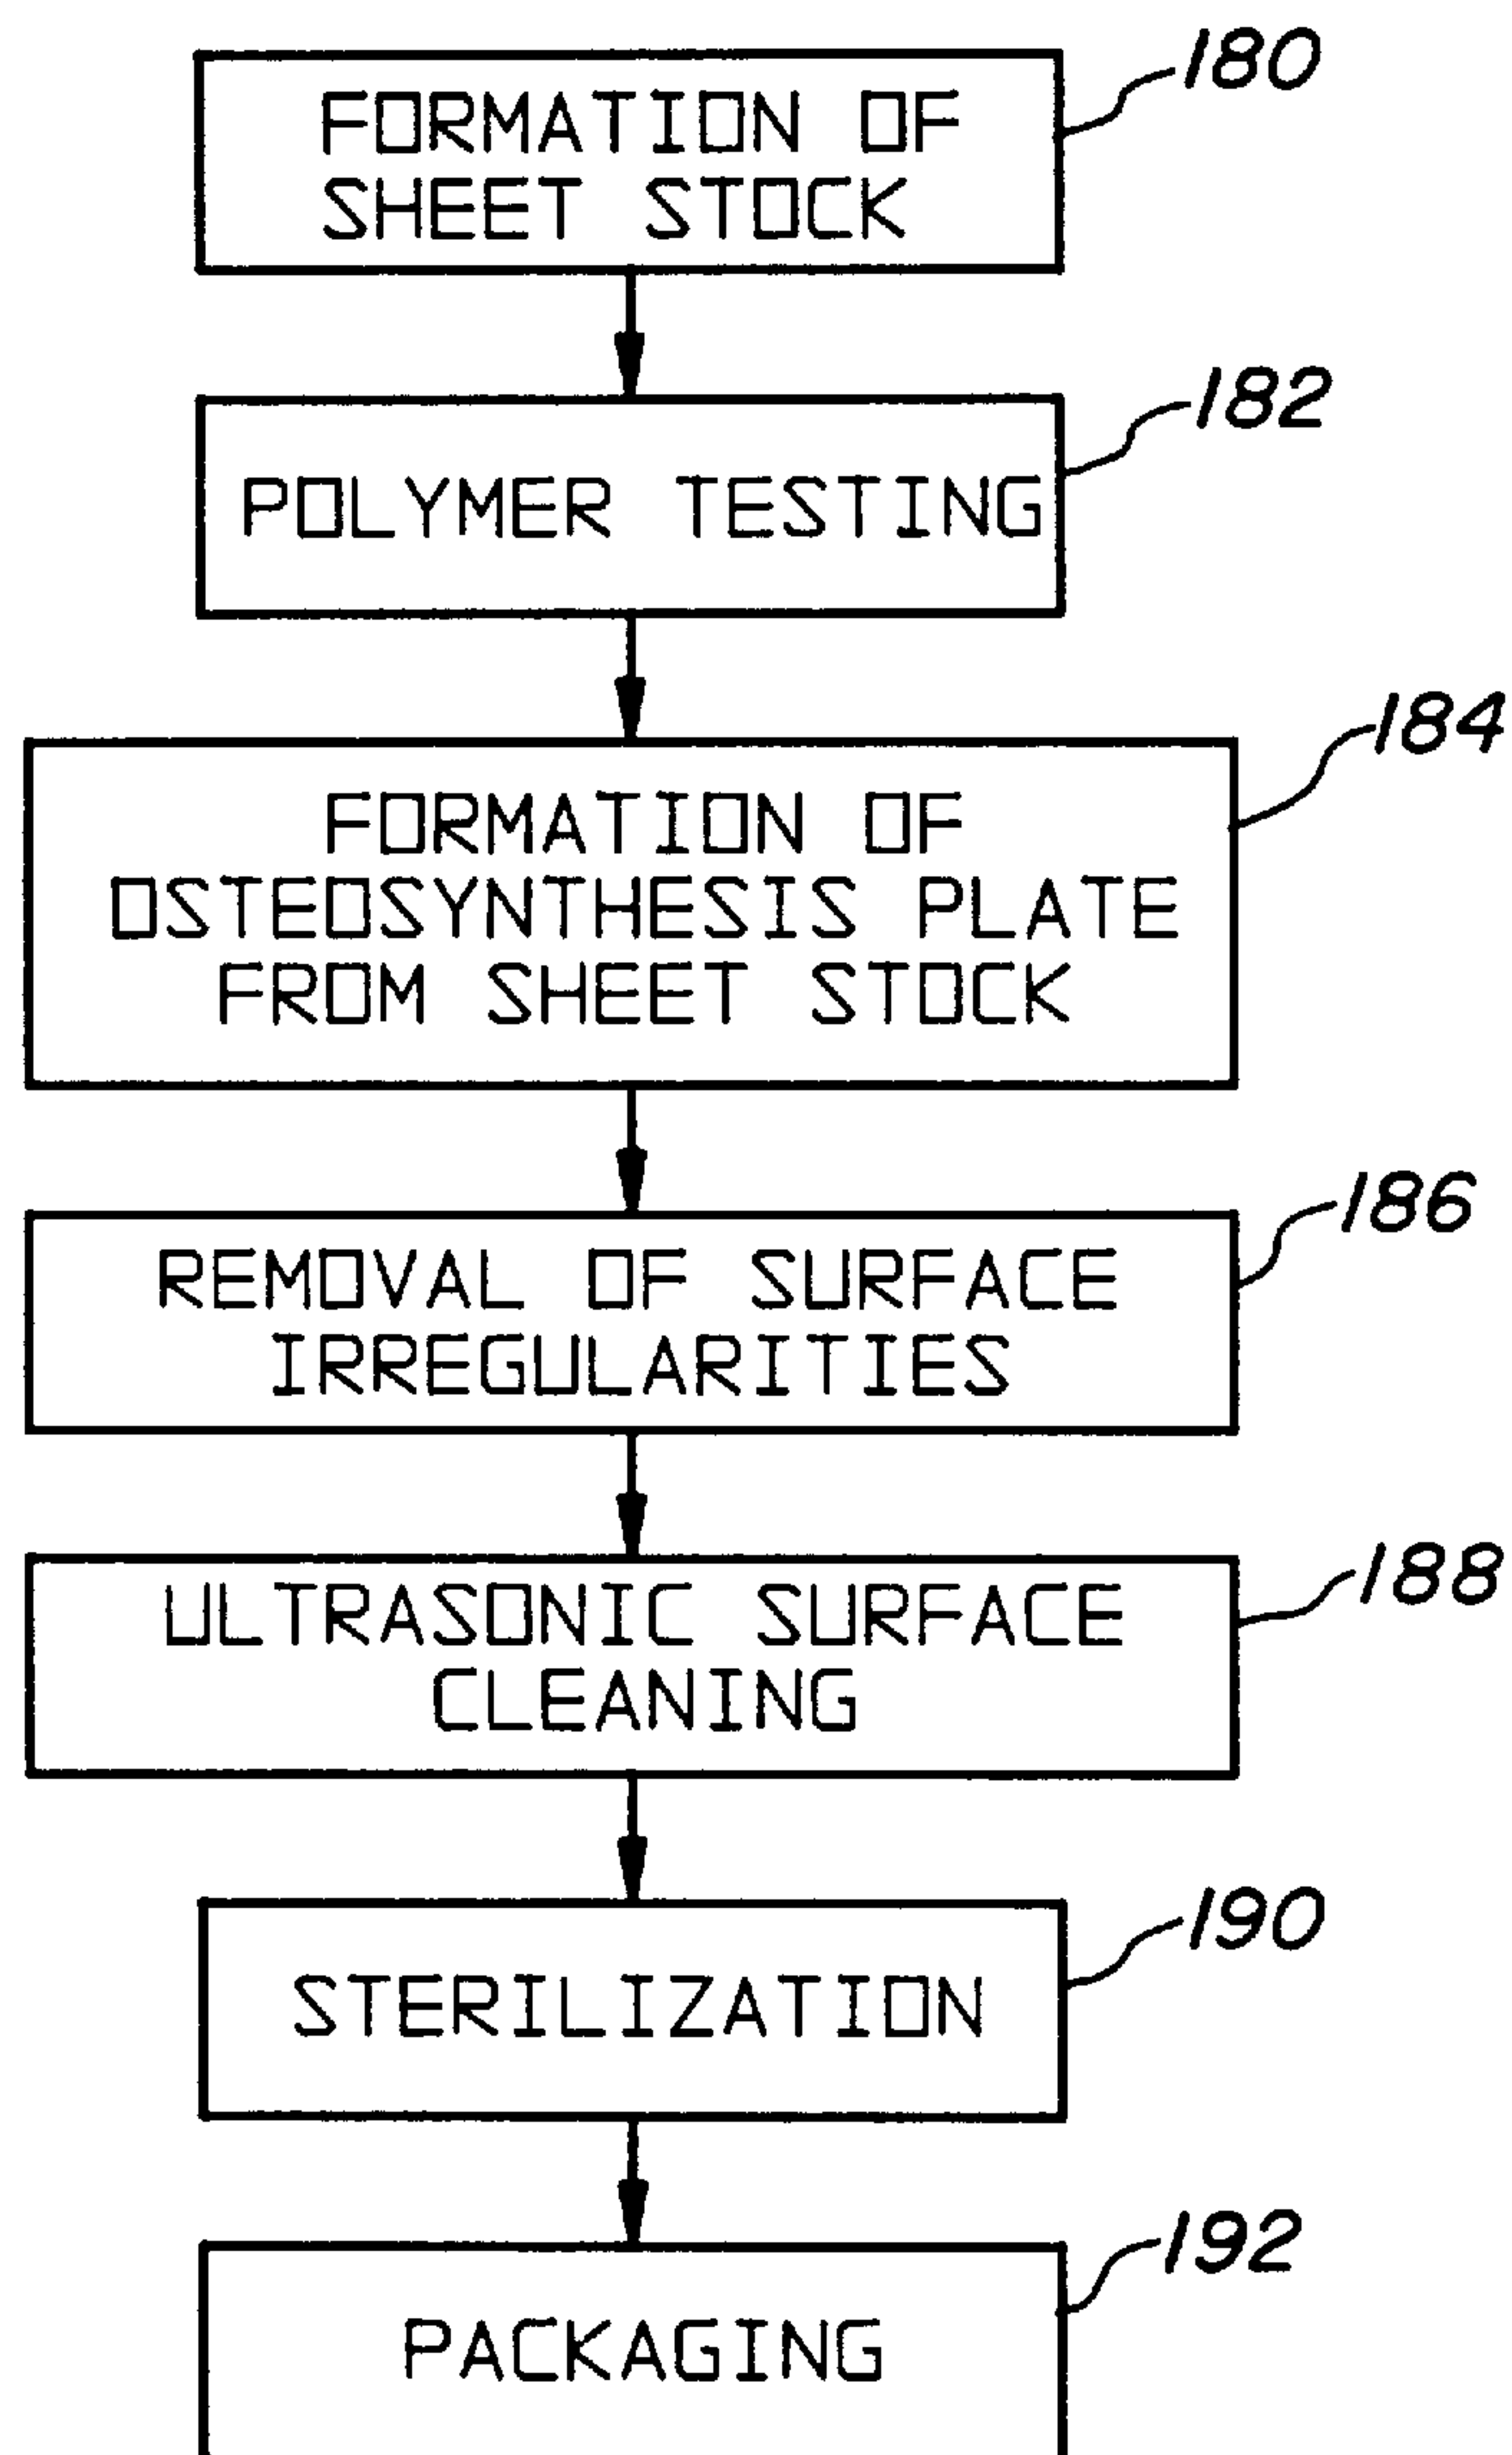 180
FORMATION OF
SHEET STOCK
182
POLYMER TESTING
184
FORMATION OF
OSTEOSYNTHESIS PLATE
FROM SHEET STOCK
186
REMOVAL OF SURFACE
IRREGULARITIES
188
ULTRASONIC SURFACE
CLEANING
190
STERILIZATION
192
PACKAGING